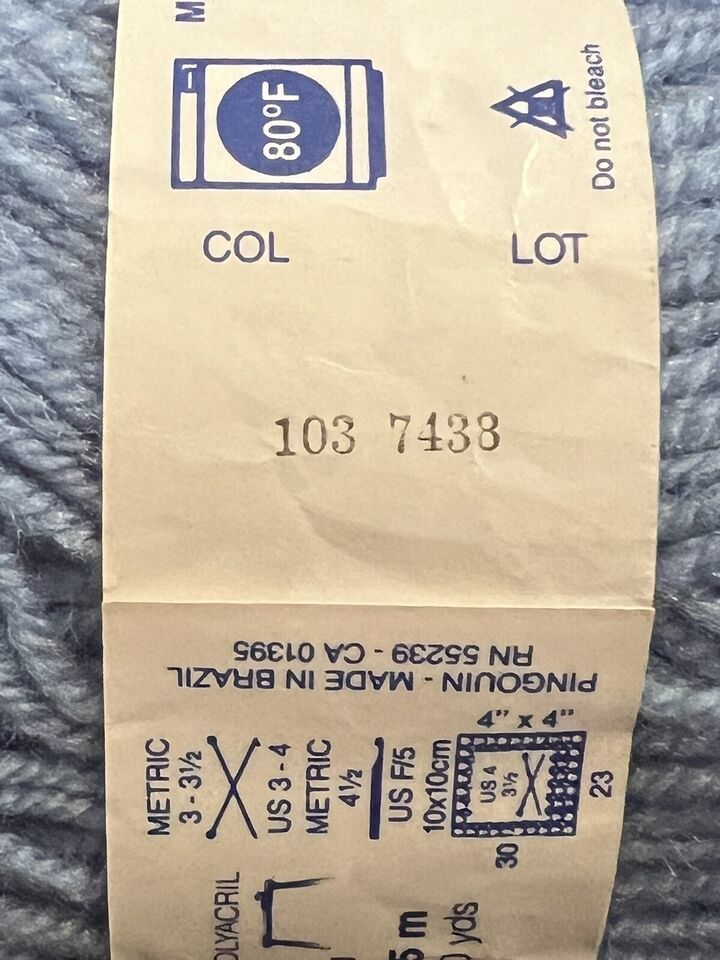 80°F
Do not bleach
COL LOT
103 7438
PINGOUIN - MADE IN BRAZIL
RN 55239 - CA 01395
METRIC
3 - 3½
US 3 - 4
METRIC
4½
US F/5
10x10cm
4" x 4"
US 4
3½
23
30